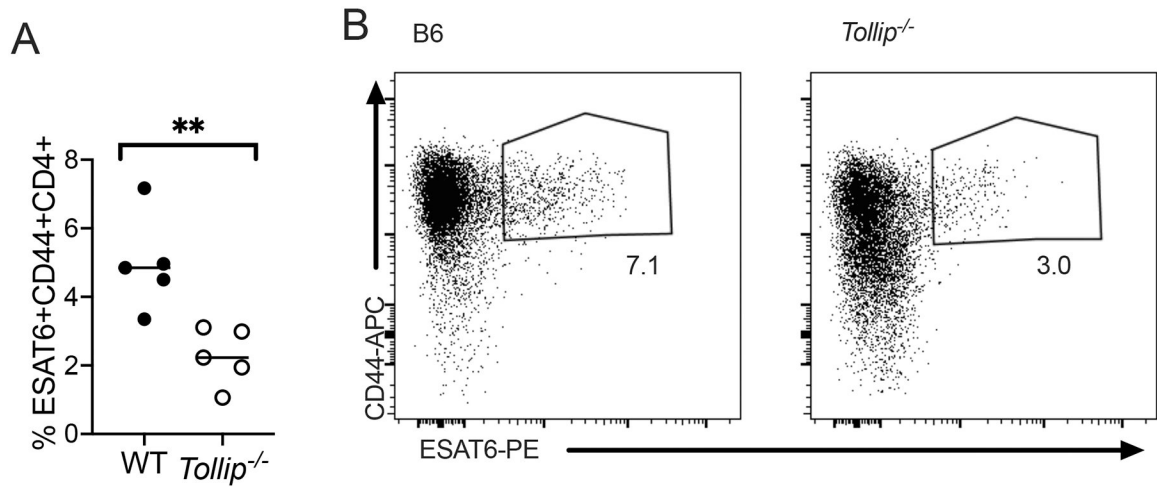 A
B
B6
Tollip-/-
**
% ESAT6+CD44+CD4+
8
6
4
2
0
WT
Tollip-/-
CD44-APC
7.1
3.0
ESAT6-PE